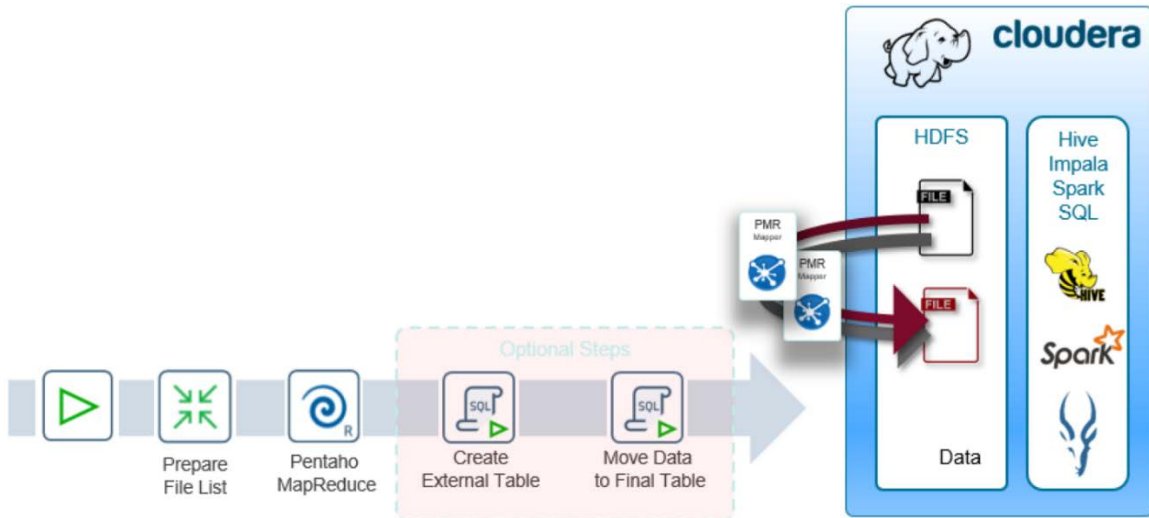 cloudera
HDFS
Hive
Impala
Spark
SQL
FILE
PMR
Mapper
PMR
Mapper
FILE
HIVE
Spark
Optional Steps
SQL
SQL
R
Prepare
File List
Pentaho
MapReduce
Create
External Table
Move Data
to Final Table
Data